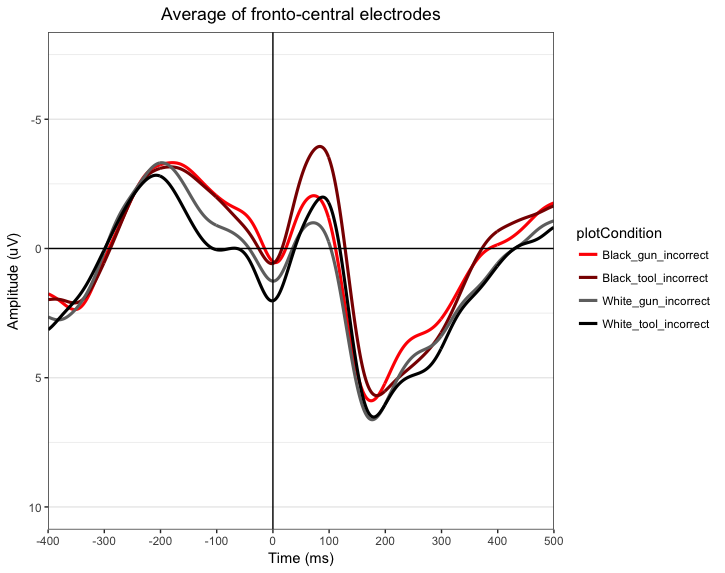 Average of fronto-central electrodes
-5
0
5
10
Amplitude (uV)
-400 -300 -200 -100 0 100 200 300 400 500
Time (ms)
plotCondition
Black_gun_incorrect
Black_tool_incorrect
White_gun_incorrect
White_tool_incorrect